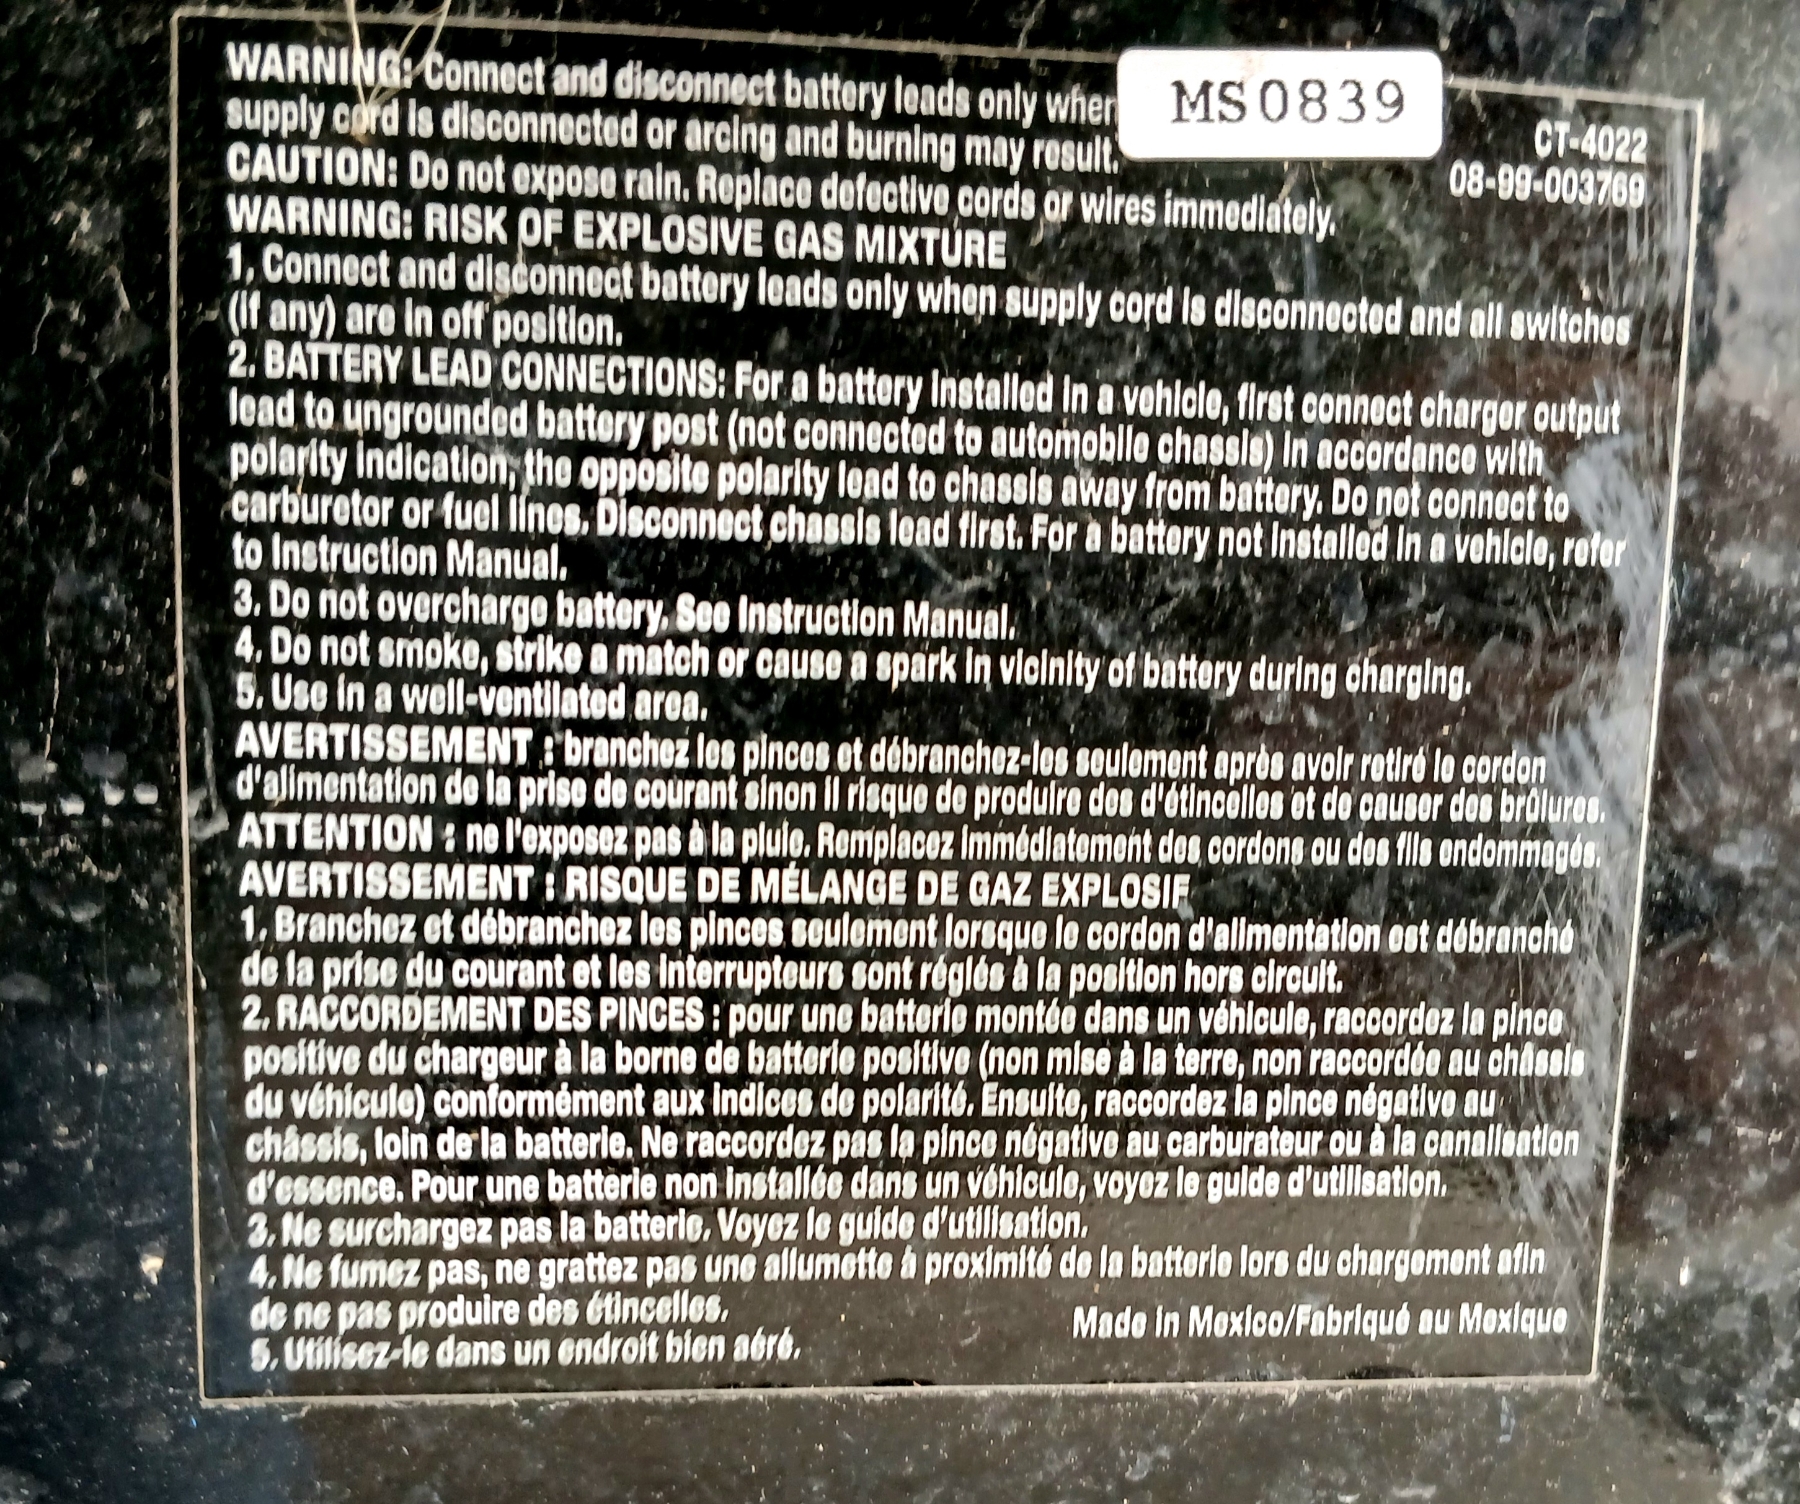 WARNING: Connect and disconnect battery leads only when
MS0839
supply cord is disconnected or arcing and burning may result.
CT-4022
CAUTION: Do not expose rain. Replace defective cords or wires immediately.
08-99-003769
WARNING: RISK OF EXPLOSIVE GAS MIXTURE
1. Connect and disconnect battery leads only when supply cord is disconnected and all switches
(if any) are in off position.
2. BATTERY LEAD CONNECTIONS: For a battery installed in a vehicle, first connect charger output
lead to ungrounded battery post (not connected to automobile chassis) in accordance with
polarity indication, the opposite polarity lead to chassis away from battery. Do not connect to
carburetor or fuel lines. Disconnect chassis lead first. For a battery not installed in a vehicle, refer
to Instruction Manual.
3. Do not overcharge battery. See Instruction Manual.
4. Do not smoke, strike a match or cause a spark in vicinity of battery during charging.
5. Use in a well-ventilated area.
AVERTISSEMENT : branchez les pinces et débranchez-les seulement après avoir retiré le cordon
d'alimentation de la prise de courant sinon il risque de produire des d'étincelles et de causer des brûlures.
ATTENTION : ne l'exposez pas à la pluie. Remplacez immédiatement des cordons ou des fils endommagés.
AVERTISSEMENT : RISQUE DE MÉLANGE DE GAZ EXPLOSIF
1. Branchez et débranchez les pinces seulement lorsque le cordon d'alimentation est débranché
de la prise du courant et les interrupteurs sont réglés à la position hors circuit.
2. RACCORDEMENT DES PINCES : pour une batterie montée dans un véhicule, raccordez la pince
positive du chargeur à la borne de batterie positive (non mise à la terre, non raccordée au châssis
du véhicule) conformément aux indices de polarité. Ensuite, raccordez la pince négative au
châssis, loin de la batterie. Ne raccordez pas la pince négative au carburateur ou à la canalisation
d'essence. Pour une batterie non installée dans un véhicule, voyez le guide d'utilisation.
3. Ne surchargez pas la batterie. Voyez le guide d'utilisation.
4. Ne fumez pas, ne grattez pas une allumette à proximité de la batterie lors du chargement afin
de ne pas produire des étincelles.
5. Utilisez-le dans un endroit bien aéré.
Made in Mexico/Fabriqué au Mexique